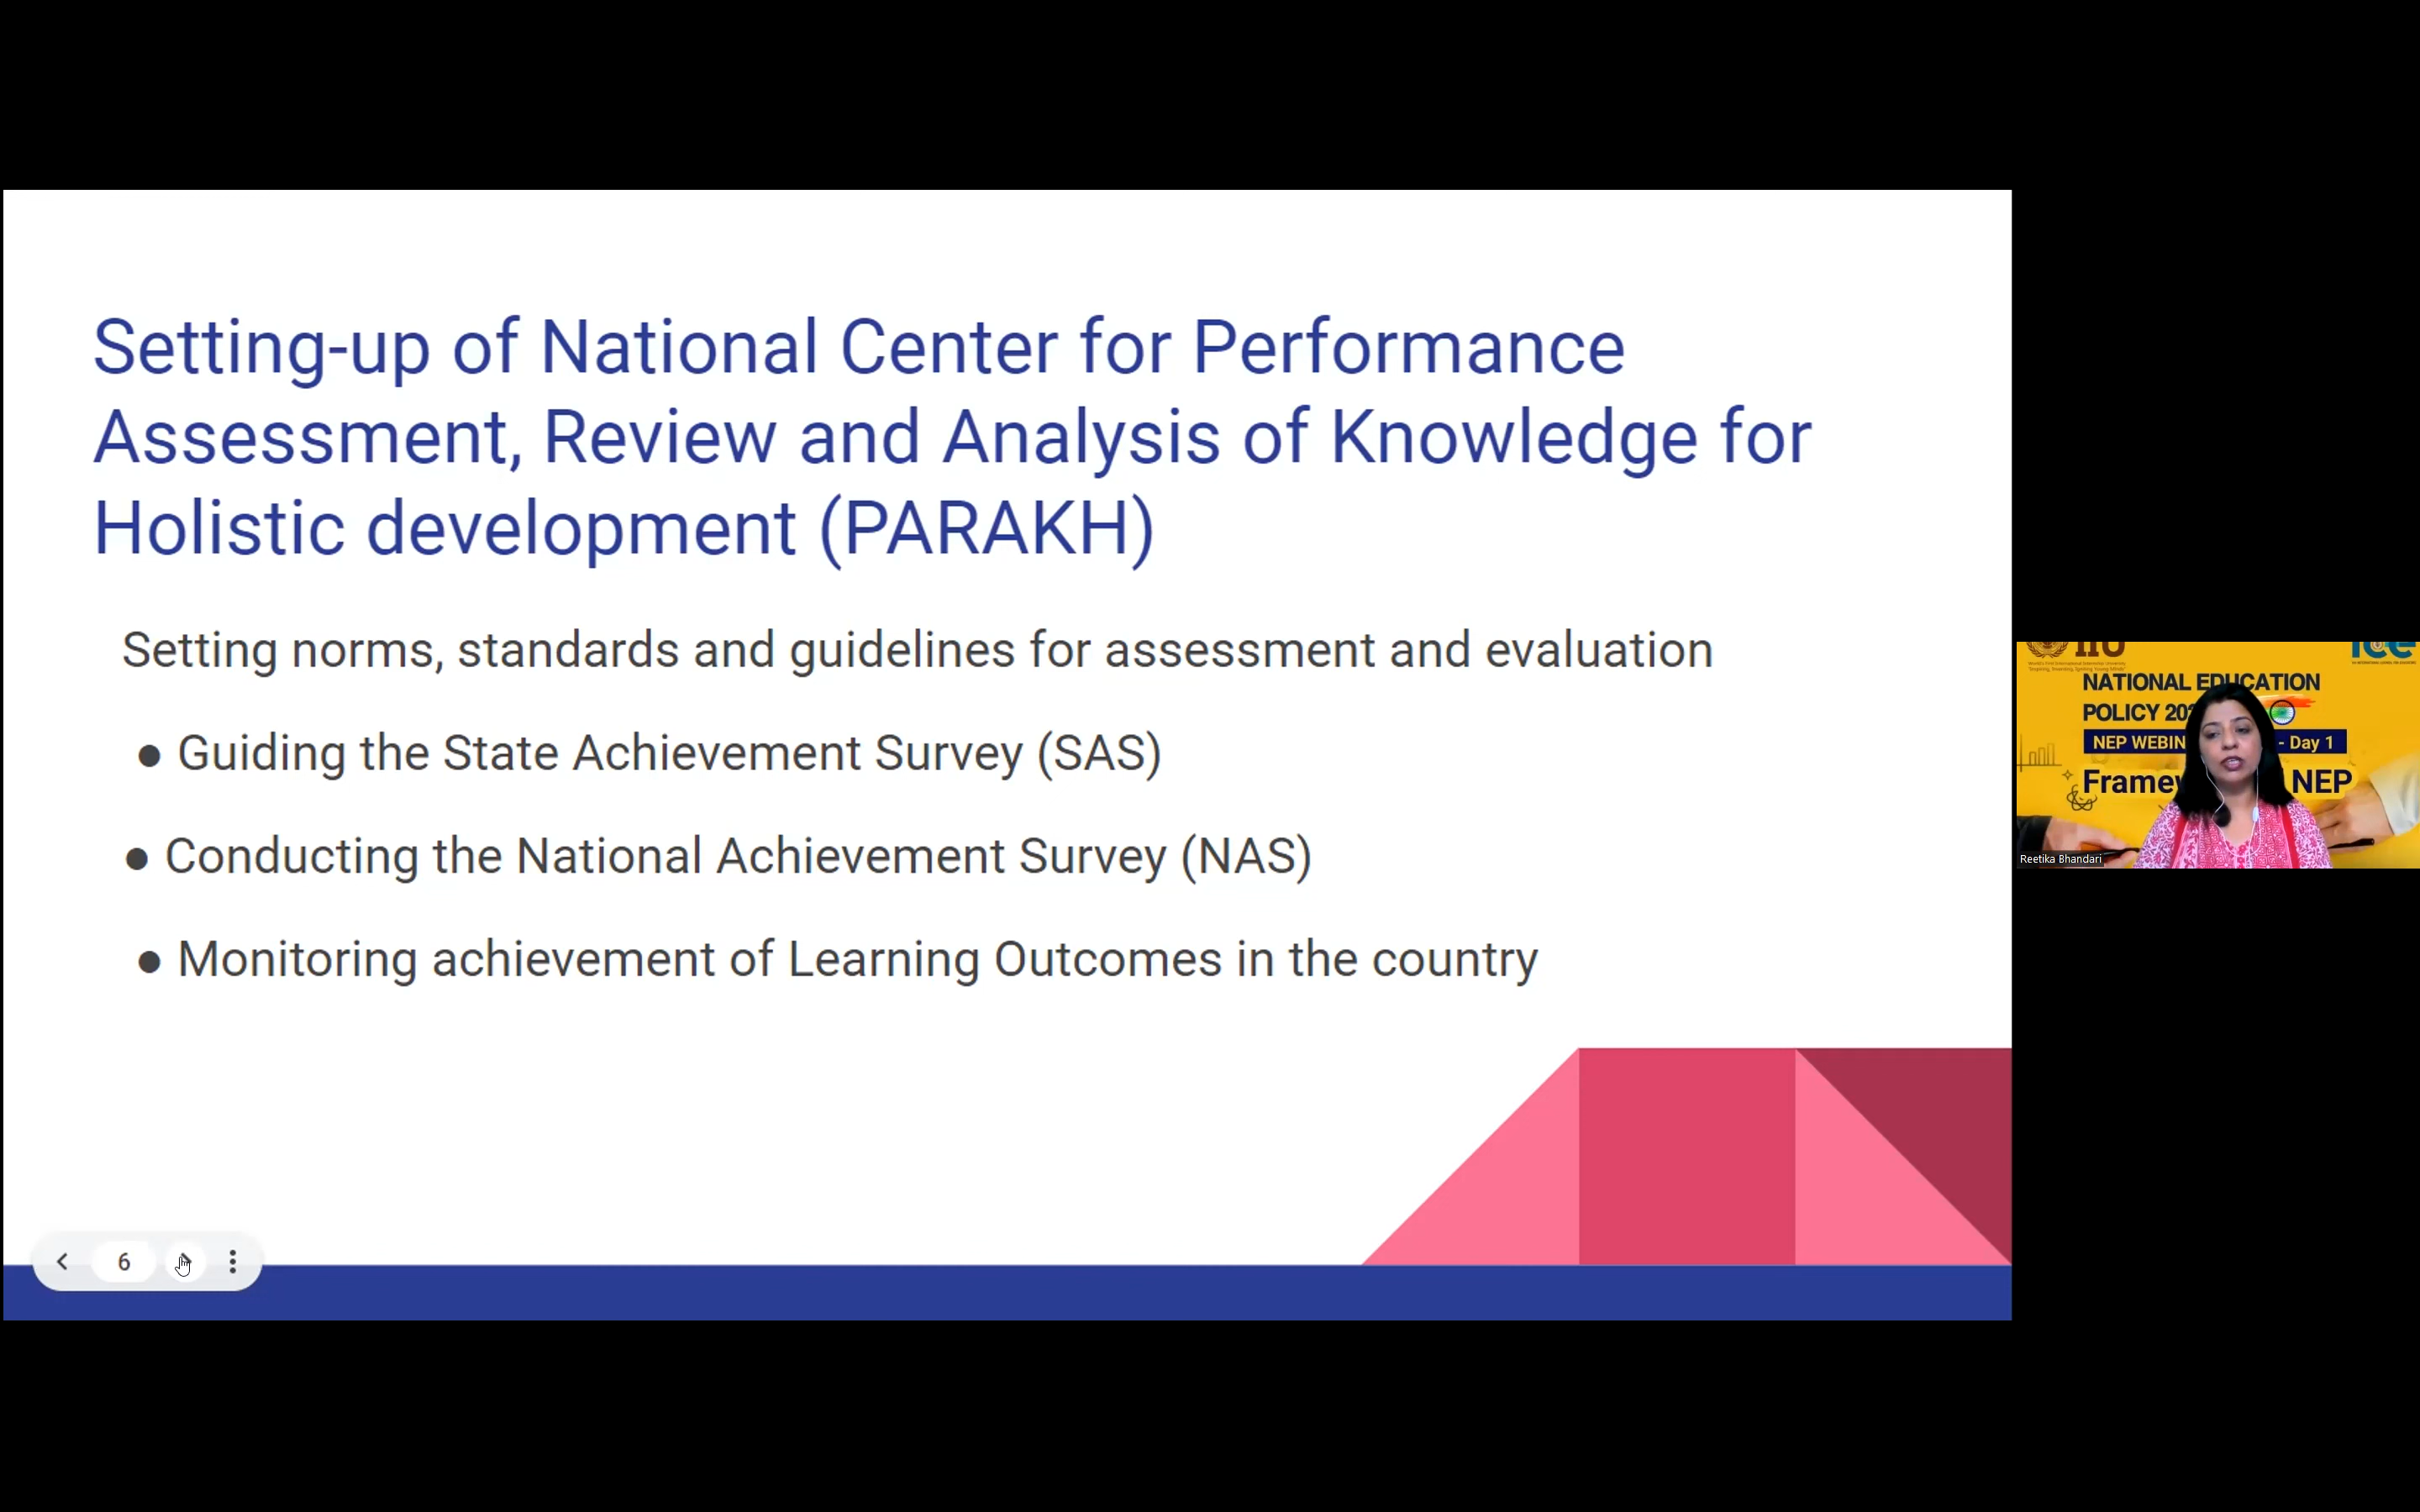 Setting-up of National Center for Performance
Assessment, Review and Analysis of Knowledge for
Holistic development (PARAKH)
Setting norms, standards and guidelines for assessment and evaluation
● Guiding the State Achievement Survey (SAS)
● Conducting the National Achievement Survey (NAS)
● Monitoring achievement of Learning Outcomes in the country
6
IIU
ice
NATIONAL EDUCATION
POLICY 20
NEP WEBIN - Day 1
Frame NEP
Reetika Bhandari